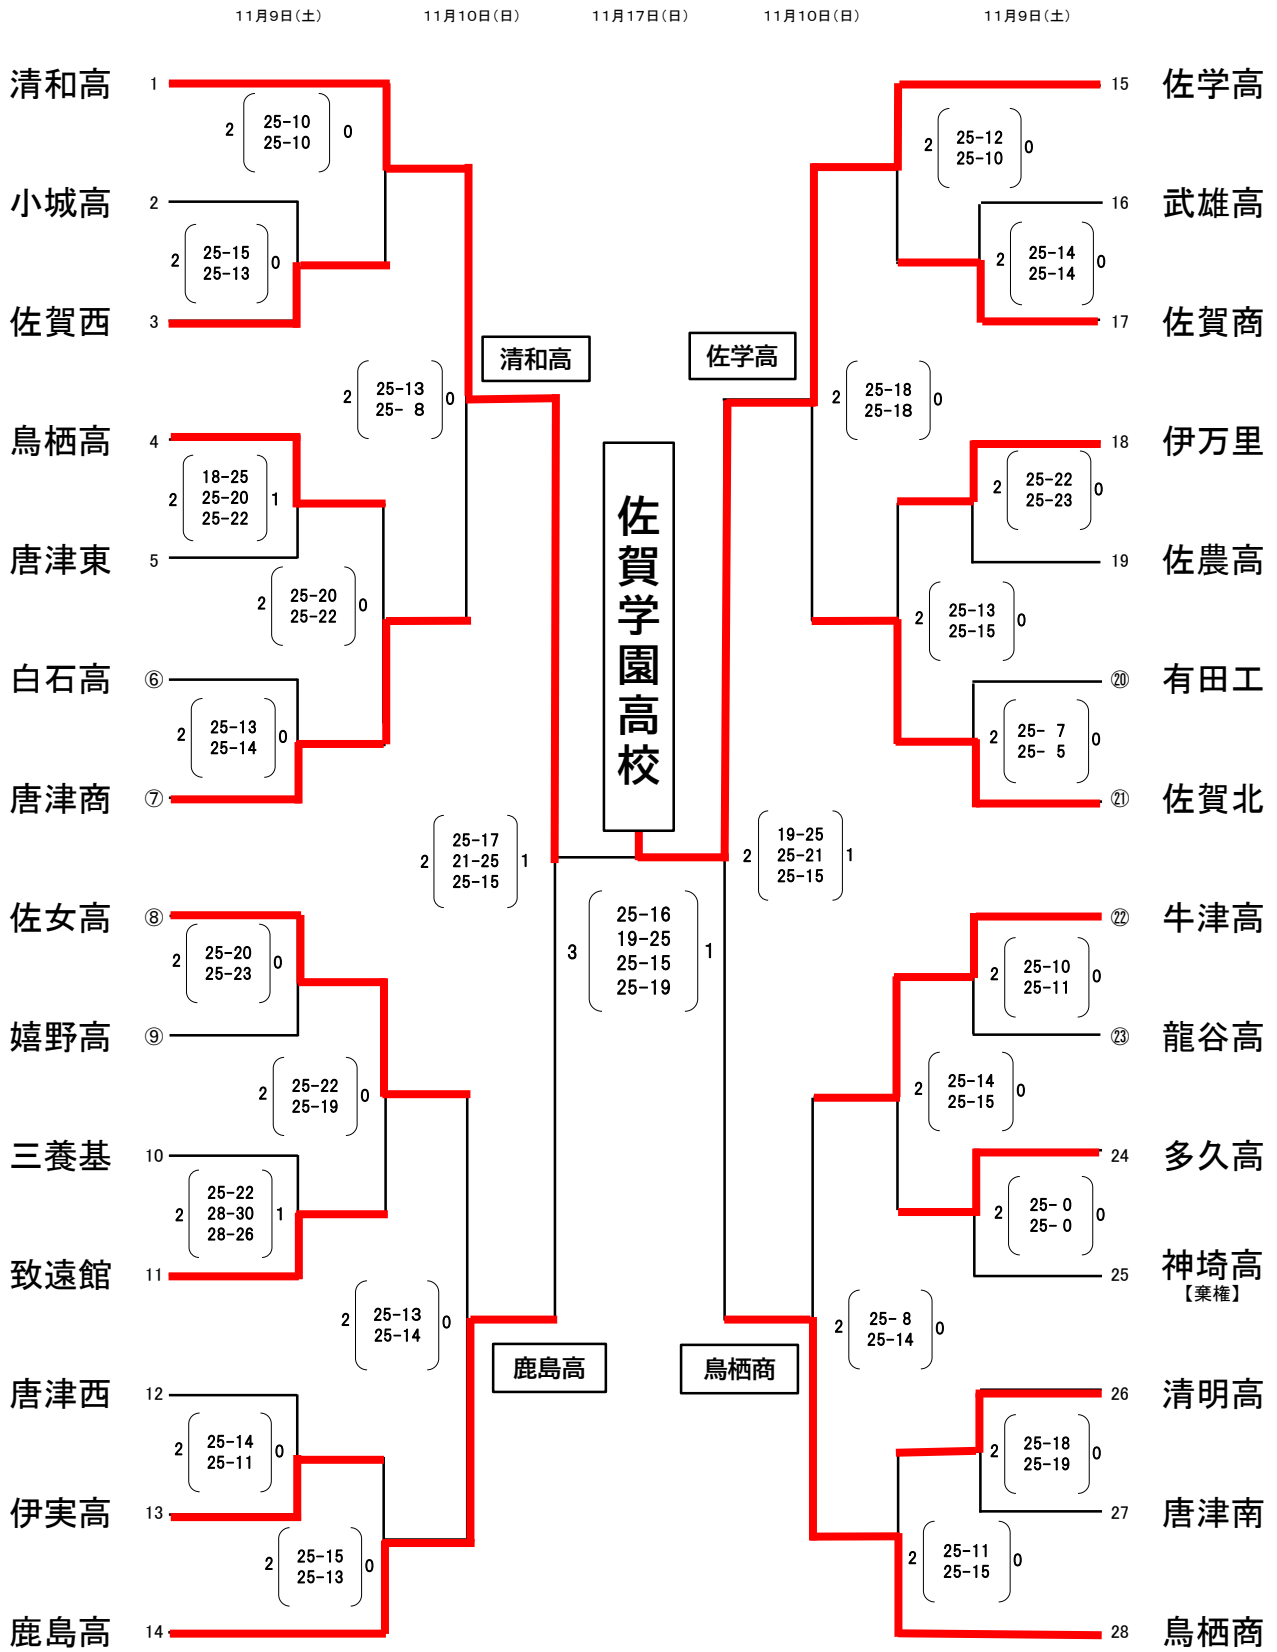 11月9日(土) 11月10日(日) 11月17日(日) 11月10日(日) 11月9日(土)
清和高 1
2 25-10 0
25-10
小城高 2
2 25-15 0
25-13
佐賀西 3
2 25-13 0
25- 8
清和高
鳥栖高 4
2 18-25 1
25-20
25-22
唐津東 5
2 25-20 0
25-22
白石高 ⑥
2 25-13 0
25-14
唐津商 ⑦
2 25-17 1
21-25
25-15
佐女高 ⑧
2 25-20 0
25-23
嬉野高 ⑨
2 25-22 0
25-19
三養基 10
2 25-22 1
28-30
28-26
致遠館 11
2 25-13 0
25-14
鹿島高
唐津西 12
2 25-14 0
25-11
伊実高 13
2 25-15 0
25-13
鹿島高 14
佐賀学園高校
3 25-16 1
19-25
25-15
25-19
15 佐学高
2 25-12 0
25-10
16 武雄高
2 25-14 0
25-14
17 佐賀商
佐学高
2 25-18 0
25-18
18 伊万里
2 25-22 0
25-23
19 佐農高
2 25-13 0
25-15
⑳ 有田工
2 25- 7 0
25- 5
㉑ 佐賀北
2 19-25 1
25-21
25-15
㉒ 牛津高
2 25-10 0
25-11
㉓ 龍谷高
2 25-14 0
25-15
24 多久高
2 25- 0 0
25- 0
25 神埼高
【棄権】
2 25- 8 0
25-14
鳥栖商
26 清明高
2 25-18 0
25-19
27 唐津南
2 25-11 0
25-15
28 鳥栖商